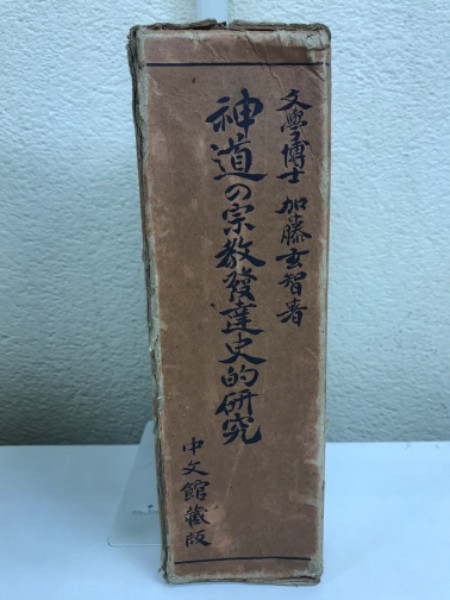 文學博士 加藤玄智著
神道の宗教發達史的研究
中文館藏版